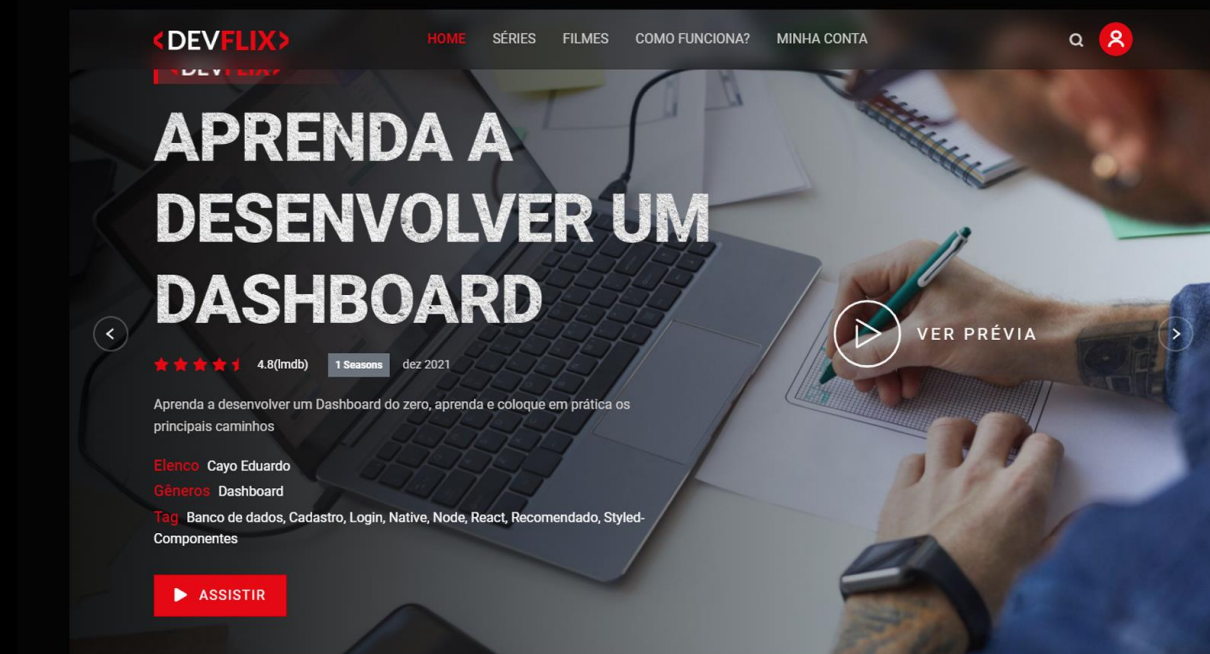 <DEVFLIX>
HOME SÉRIES FILMES COMO FUNCIONA? MINHA CONTA
<DEVFLIX>
APRENDA A
DESENVOLVER UM
DASHBOARD
VER PRÉVIA
4.8(Imdb) 1 Seasons dez 2021
Aprenda a desenvolver um Dashboard do zero, aprenda e coloque em prática os
principais caminhos
Elenco Cayo Eduardo
Gêneros Dashboard
Tag Banco de dados, Cadastro, Login, Native, Node, React, Recomendado, Styled-
Componentes
ASSISTIR